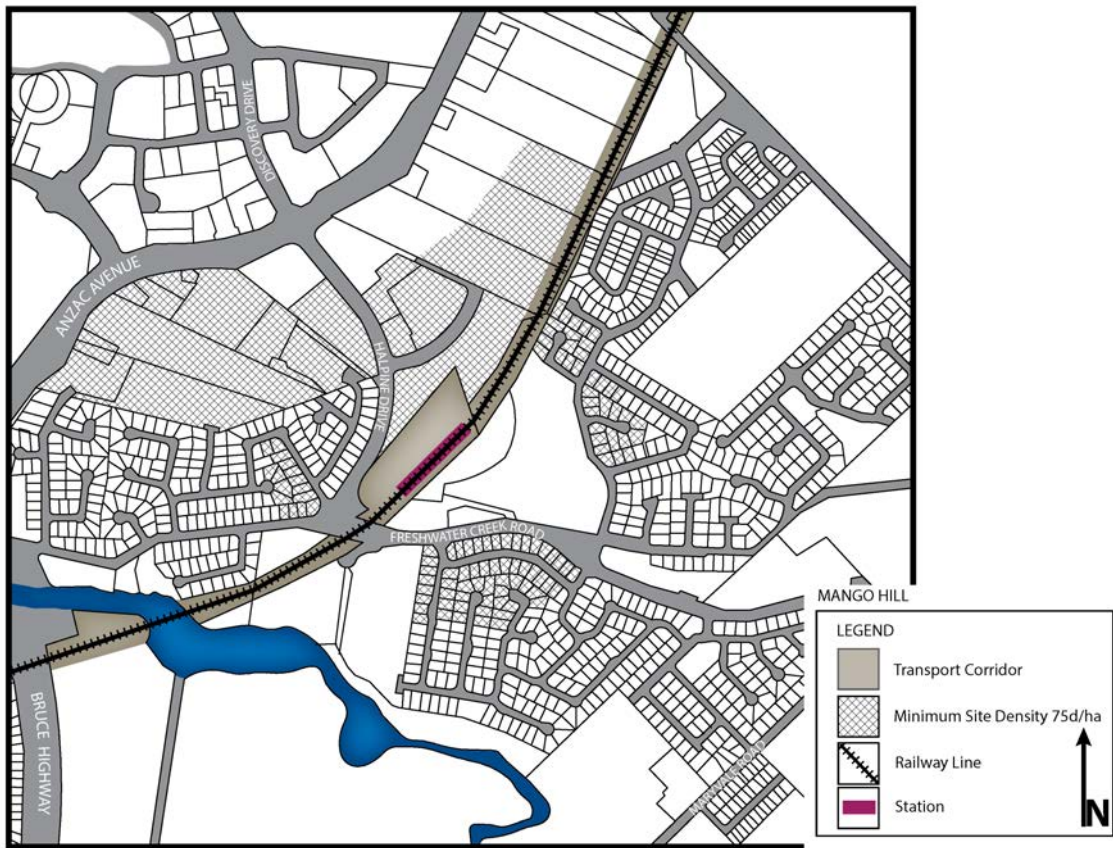 DISCOVERY DRIVE
ANZAC AVENUE
HALPINE DRIVE
FRESHWATER CREEK ROAD
BRUCE HIGHWAY
MANGO HILL
LEGEND
Transport Corridor
Minimum Site Density 75d/ha
Railway Line
Station
N
ROAD